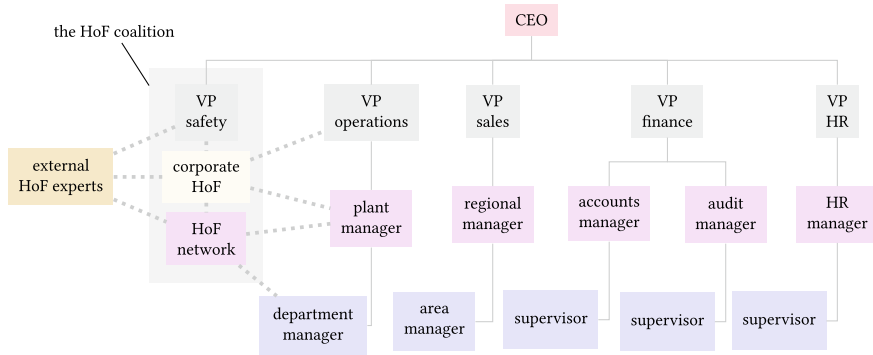 CEO
the HoF coalition
VP
safety
VP
operations
VP
sales
VP
finance
VP
HR
external
HoF experts
corporate
HoF
HoF
network
plant
manager
regional
manager
accounts
manager
audit
manager
HR
manager
department
manager
area
manager
supervisor
supervisor
supervisor